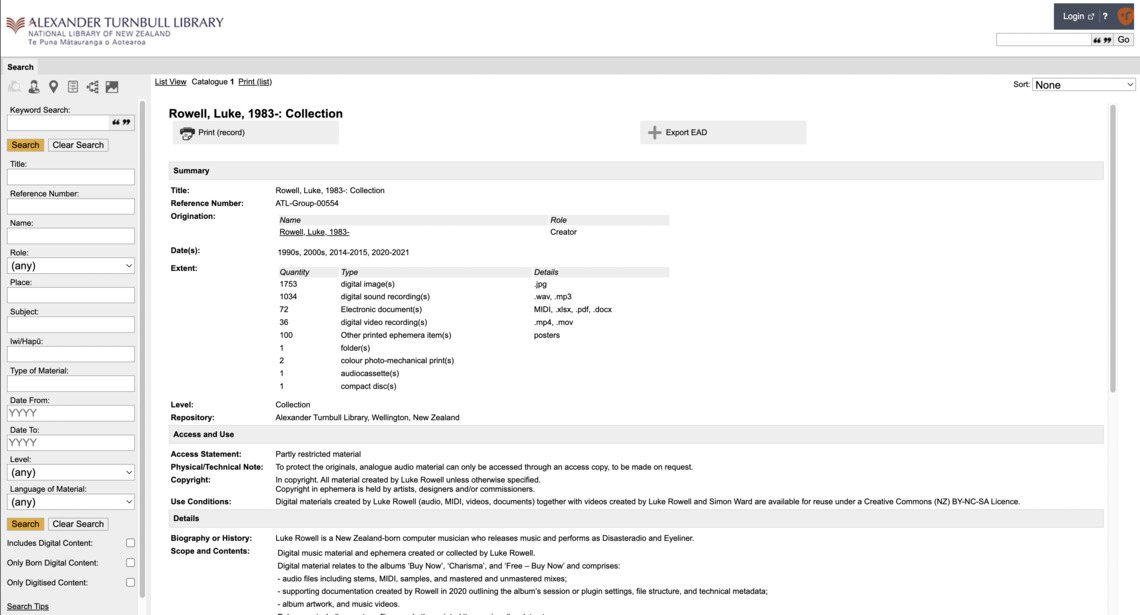 ALEXANDER TURNBULL LIBRARY
NATIONAL LIBRARY OF NEW ZEALAND
Te Puna Mātauranga o Aotearoa
Login ?
Go
Search
List View Catalogue 1 Print (list)
Sort: None
Keyword Search:
Search Clear Search
Title:
Reference Number:
Name:
Role:
(any)
Place:
Subject:
Iwi/Hapū:
Type of Material:
Date From:
YYYY
Date To:
YYYY
Level:
(any)
Language of Material:
(any)
Search Clear Search
Includes Digital Content:
Only Born Digital Content:
Only Digitised Content:
Search Tips
Rowell, Luke, 1983-: Collection
Print (record) Export EAD
Summary
Title: Rowell, Luke, 1983-: Collection
Reference Number: ATL-Group-00554
Origination:
Name Role
Rowell, Luke, 1983- Creator
Date(s): 1990s, 2000s, 2014-2015, 2020-2021
Extent:
Quantity Type Details
1753 digital image(s) .jpg
1034 digital sound recording(s) .wav, .mp3
72 Electronic document(s) MIDI, .xlsx, .pdf, .docx
36 digital video recording(s) .mp4, .mov
100 Other printed ephemera item(s) posters
1 folder(s)
2 colour photo-mechanical print(s)
1 audiocassette(s)
1 compact disc(s)
Level: Collection
Repository: Alexander Turnbull Library, Wellington, New Zealand
Access and Use
Access Statement: Partly restricted material
Physical/Technical Note: To protect the originals, analogue audio material can only be accessed through an access copy, to be made on request.
Copyright: In copyright. All material created by Luke Rowell unless otherwise specified.
Copyright in ephemera is held by artists, designers and/or commissioners.
Use Conditions: Digital materials created by Luke Rowell (audio, MIDI, videos, documents) together with videos created by Luke Rowell and Simon Ward are available for reuse under a Creative Commons (NZ) BY-NC-SA Licence.
Details
Biography or History: Luke Rowell is a New Zealand-born computer musician who releases music and performs as Disasteradio and Eyeliner.
Scope and Contents: Digital music material and ephemera created or collected by Luke Rowell.
Digital material relates to the albums 'Buy Now', 'Charisma', and 'Free – Buy Now' and comprises:
- audio files including stems, MIDI, samples, and mastered and unmastered mixes;
- supporting documentation created by Rowell in 2020 outlining the album's session or plugin settings, file structure, and technical metadata;
- album artwork, and music videos.